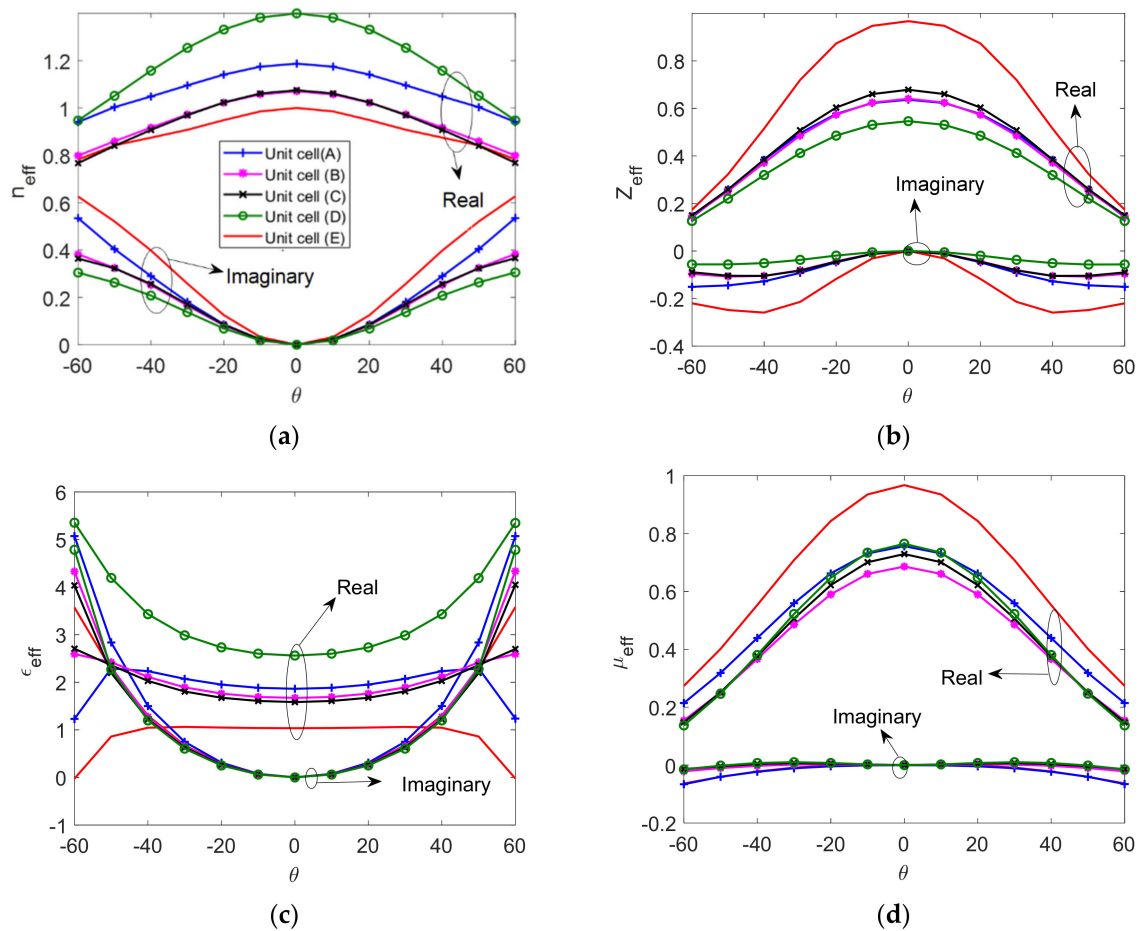 1.2
1
0.8
0.6
0.4
0.2
0
n_eff
Unit cell(A)
Unit cell (B)
Unit cell (C)
Unit cell (D)
Unit cell (E)
Real
Imaginary
-60 -40 -20 0 20 40 60
θ
(a)
0.8
0.6
0.4
0.2
0
-0.2
-0.4
Z_eff
Real
Imaginary
-60 -40 -20 0 20 40 60
θ
(b)
6
5
4
3
2
1
0
-1
ϵ_eff
Real
Imaginary
-60 -40 -20 0 20 40 60
θ
(c)
1
0.8
0.6
0.4
0.2
0
-0.2
μ_eff
Real
Imaginary
-60 -40 -20 0 20 40 60
θ
(d)